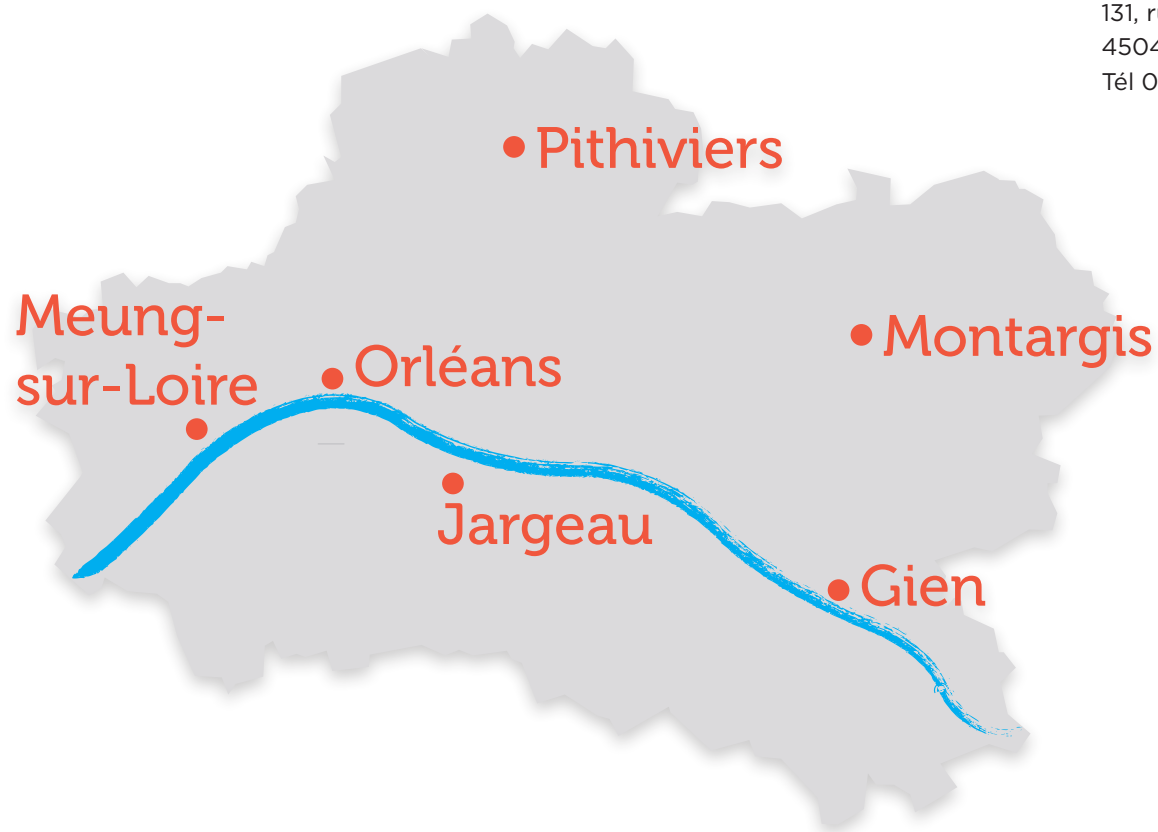 131, r
4504
Tél 0
Pithiviers
Meung-
sur-Loire
Orléans
Montargis
Jargeau
Gien